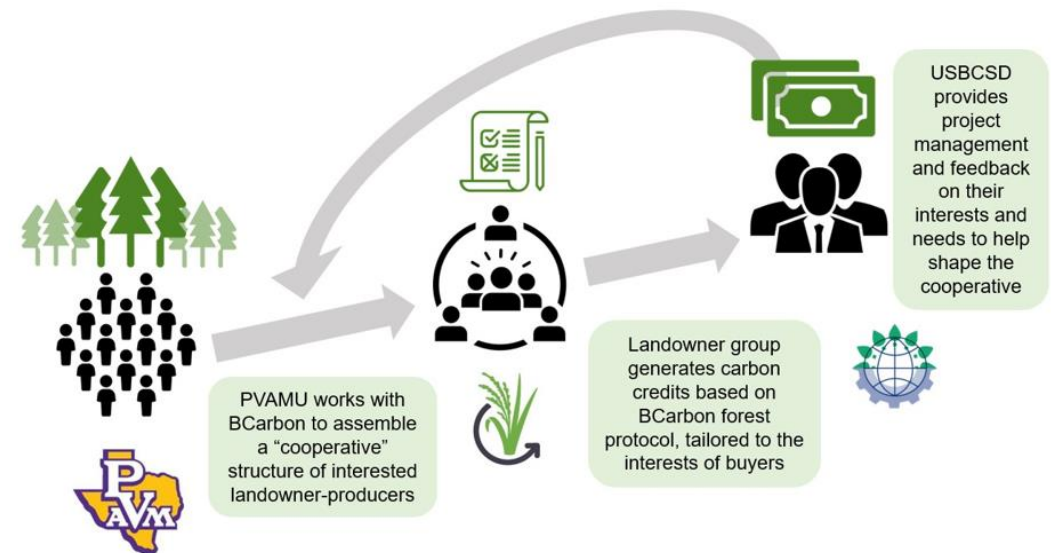 PVAMU works with
BCarbon to assemble
a “cooperative”
structure of interested
landowner-producers
PVAMU
Landowner group
generates carbon
credits based on
BCarbon forest
protocol, tailored to the
interests of buyers
USBCSD
provides
project
management
and feedback
on their
interests and
needs to help
shape the
cooperative